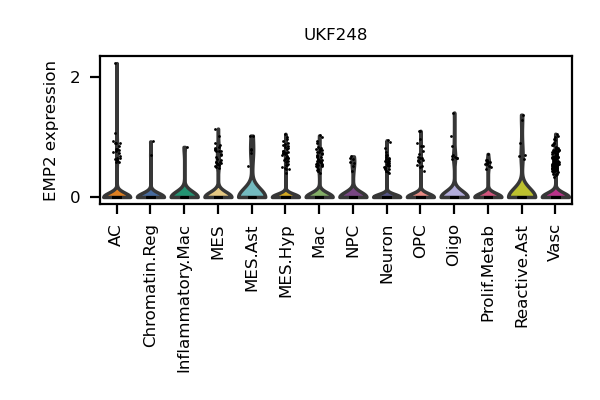 UKF248
EMP2 expression
2
0
AC
Chromatin.Reg
Inflammatory.Mac
MES
MES.Ast
MES.Hyp
Mac
NPC
Neuron
OPC
Oligo
Prolif.Metab
Reactive.Ast
Vasc